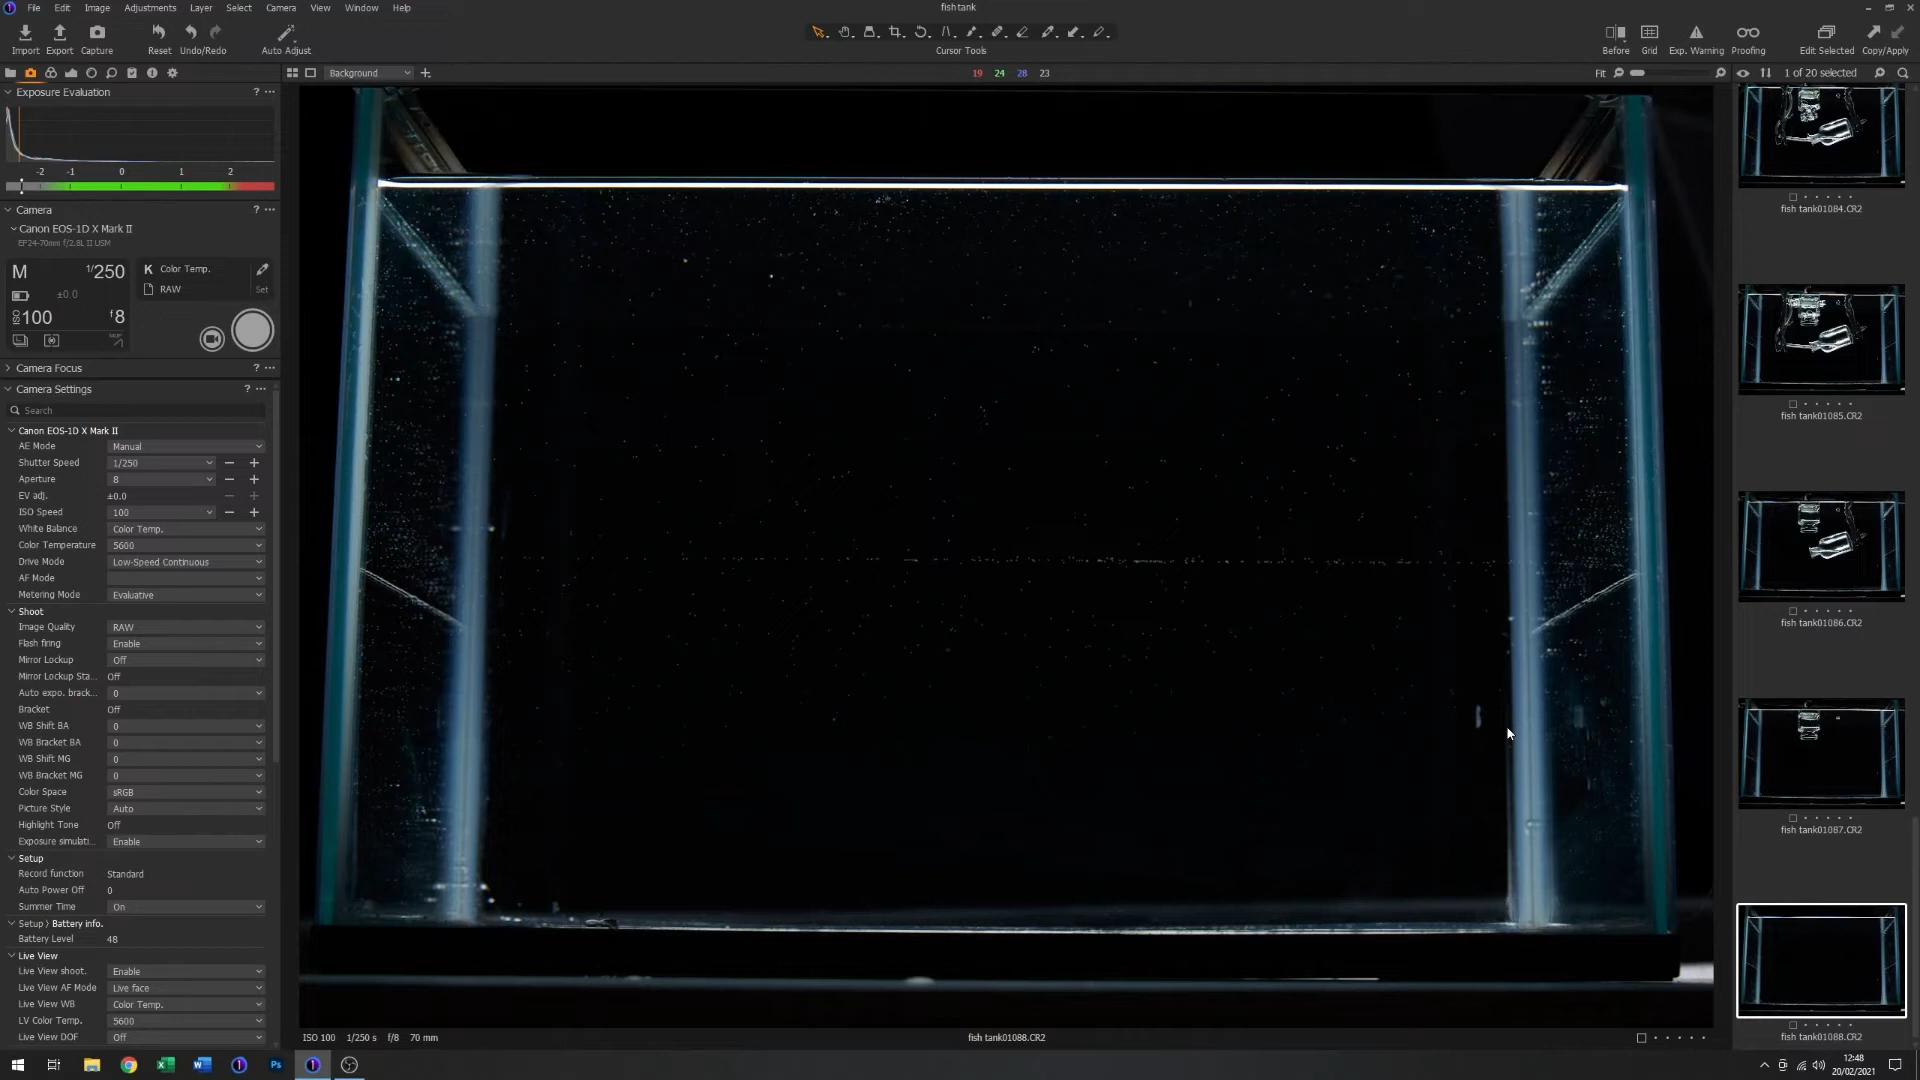 File Edit Image Adjustments Layer Select Camera View Window Help
fish tank
Import Export Capture Reset Undo/Redo Auto Adjust
Cursor Tools
Before Grid Exp. Warning Proofing Edit Selected Copy/Apply
Background
19 24 28 23
Fit
1 of 20 selected
Exposure Evaluation ? ...
-2 -1 0 1 2
Camera ? ...
Canon EOS-1D X Mark II
EF24-70mm f/2.8L II USM
M 1/250
K Color Temp.
±0.0
RAW
Set
ISO 100 f8
Camera Focus ? ...
Camera Settings ? ...
Search
Canon EOS-1D X Mark II
AE Mode Manual
Shutter Speed 1/250
Aperture 8
EV adj. ±0.0
ISO Speed 100
White Balance Color Temp.
Color Temperature 5600
Drive Mode Low-Speed Continuous
AF Mode
Metering Mode Evaluative
Shoot
Image Quality RAW
Flash firing Enable
Mirror Lockup Off
Mirror Lockup Sta... Off
Auto expo. brack... 0
Bracket Off
WB Shift BA 0
WB Bracket BA 0
WB Shift MG 0
WB Bracket MG 0
Color Space sRGB
Picture Style Auto
Highlight Tone Off
Exposure simulati... Enable
Setup
Record function Standard
Auto Power Off 0
Summer Time On
Setup 〉 Battery info.
Battery Level 48
Live View
Live View shoot. Enable
Live View AF Mode Live face
Live View WB Color Temp.
LV Color Temp. 5600
Live View DOF Off
ISO 100 1/250 s f/8 70 mm
fish tank01088.CR2
fish tank01084.CR2
fish tank01085.CR2
fish tank01086.CR2
fish tank01087.CR2
fish tank01088.CR2
12:48
20/02/2021